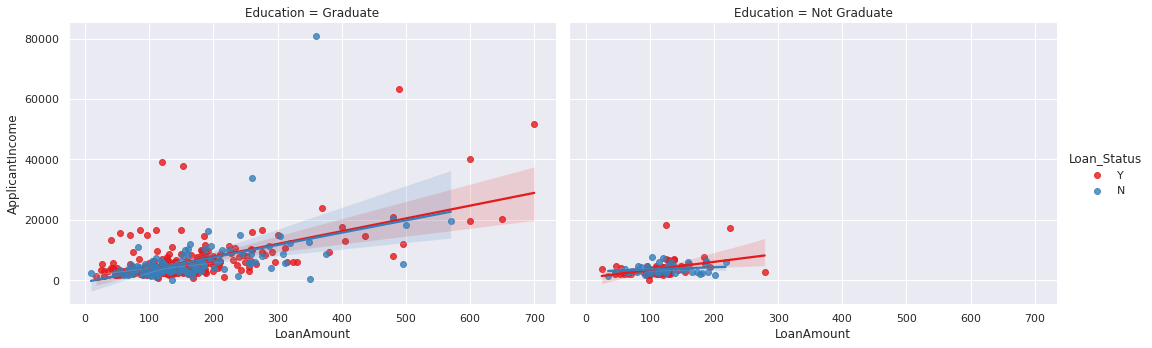 Education = Graduate
Education = Not Graduate
80000
60000
40000
20000
0
ApplicantIncome
0 100 200 300 400 500 600 700
LoanAmount
0 100 200 300 400 500 600 700
LoanAmount
Loan_Status
Y
N